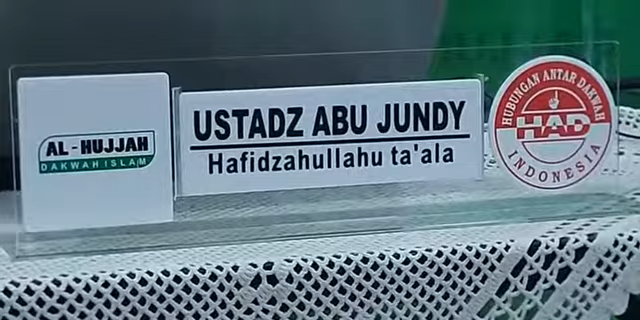 AL - HUJJAH
DAKWAH ISLAM
USTADZ ABU JUNDY
Hafidzahullahu ta'ala
HUBUNGAN ANTAR DAKWAH
HAD
INDONESIA